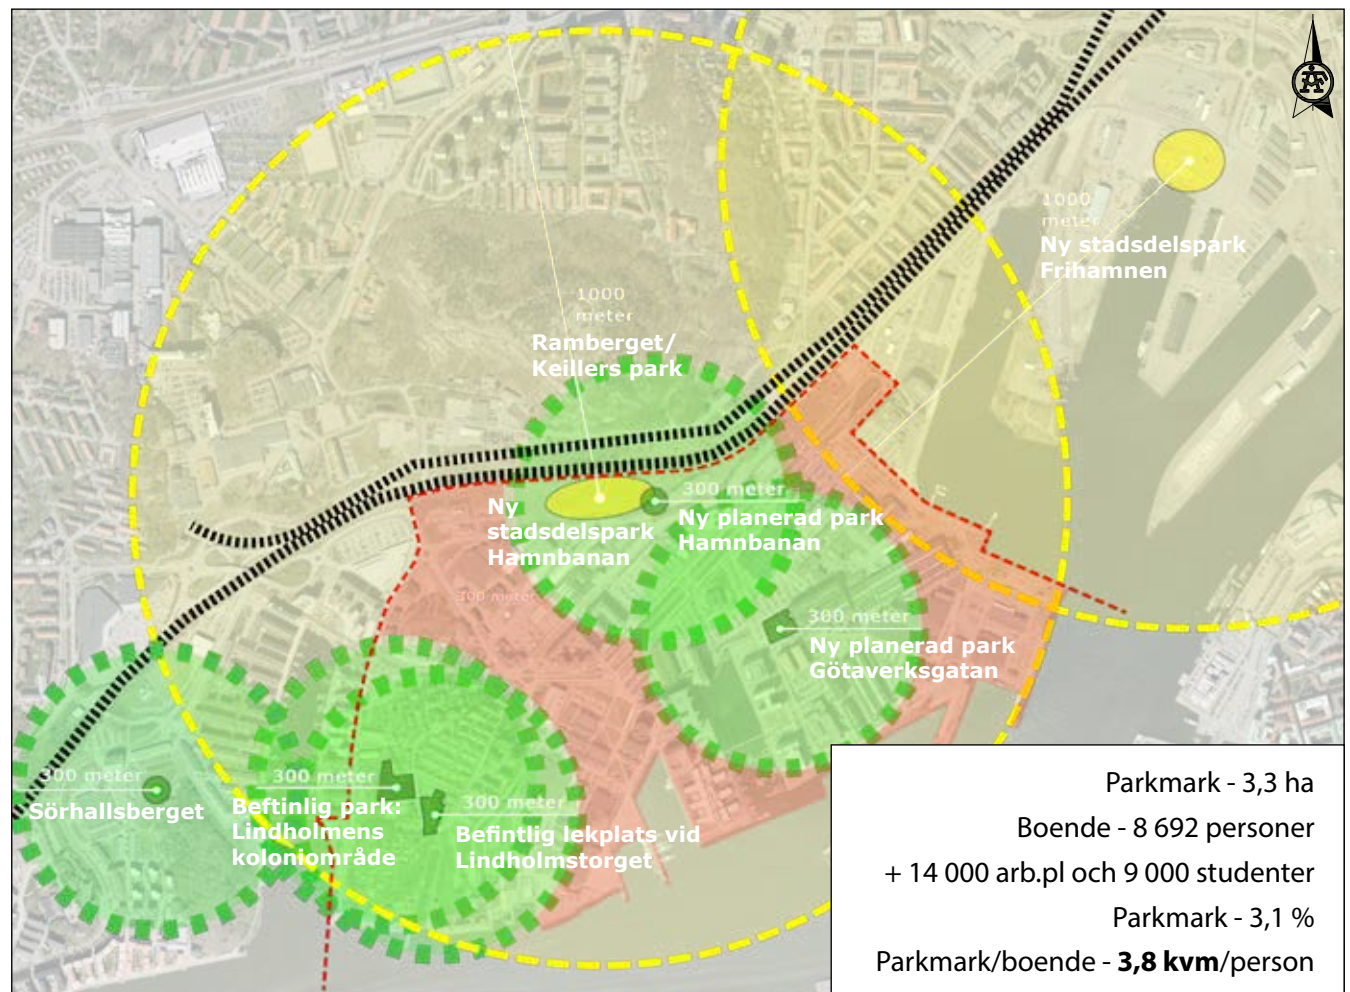 1000
meter
Ny stadsdelspark
Frihamnen
1000
meter
Ramberget/
Keillers park
300 meter
Ny
stadsdelspark
Hamnbanan
Ny planerad park
Hamnbanan
300 meter
300 meter
Ny planerad park
Götaverksgatan
300 meter
Sörhallsberget
300 meter
Beftinlig park:
Lindholmens
koloniområde
300 meter
Befintlig lekplats vid
Lindholmstorget
Parkmark - 3,3 ha
Boende - 8 692 personer
+ 14 000 arb.pl och 9 000 studenter
Parkmark - 3,1 %
Parkmark/boende - 3,8 kvm/person